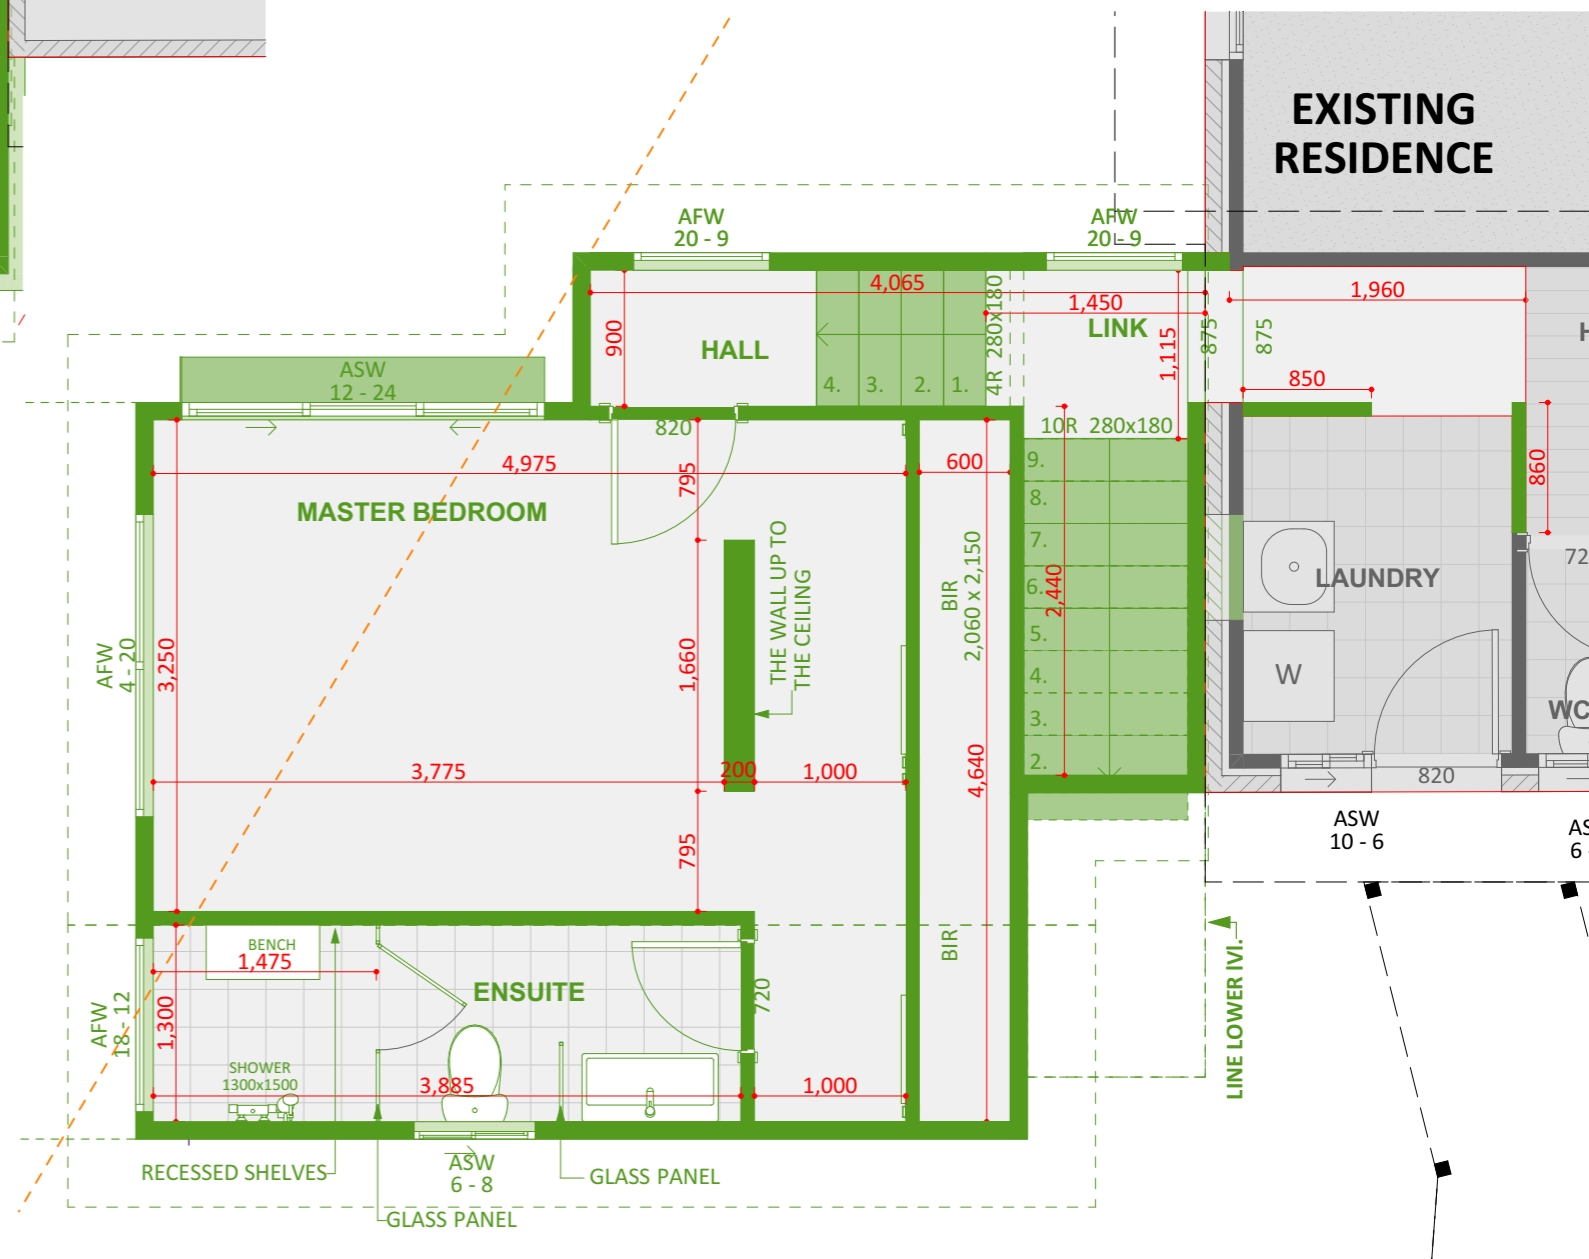 EXISTING
RESIDENCE
AFW
20 - 9
AFW
20 - 9
4,065
1,450
1,960
900
HALL
4.
3.
2.
1.
4R 280x180
LINK
1,115
875
875
850
ASW
12 - 24
820
10R 280x180
4,975
795
600
860
MASTER BEDROOM
9.
8.
7.
6.
5.
4.
3.
2.
2,440
THE WALL UP TO
THE CEILING
BIR
2,060 x 2,150
LAUNDRY
W
WC
AFW
4 - 20
3,250
1,660
3,775
200
1,000
4,640
820
795
ASW
10 - 6
BENCH
1,475
ENSUITE
BIR
720
AFW
18 - 12
1,300
SHOWER
1300x1500
3,885
1,000
LINE LOWER lVl.
RECESSED SHELVES
ASW
6 - 8
GLASS PANEL
GLASS PANEL